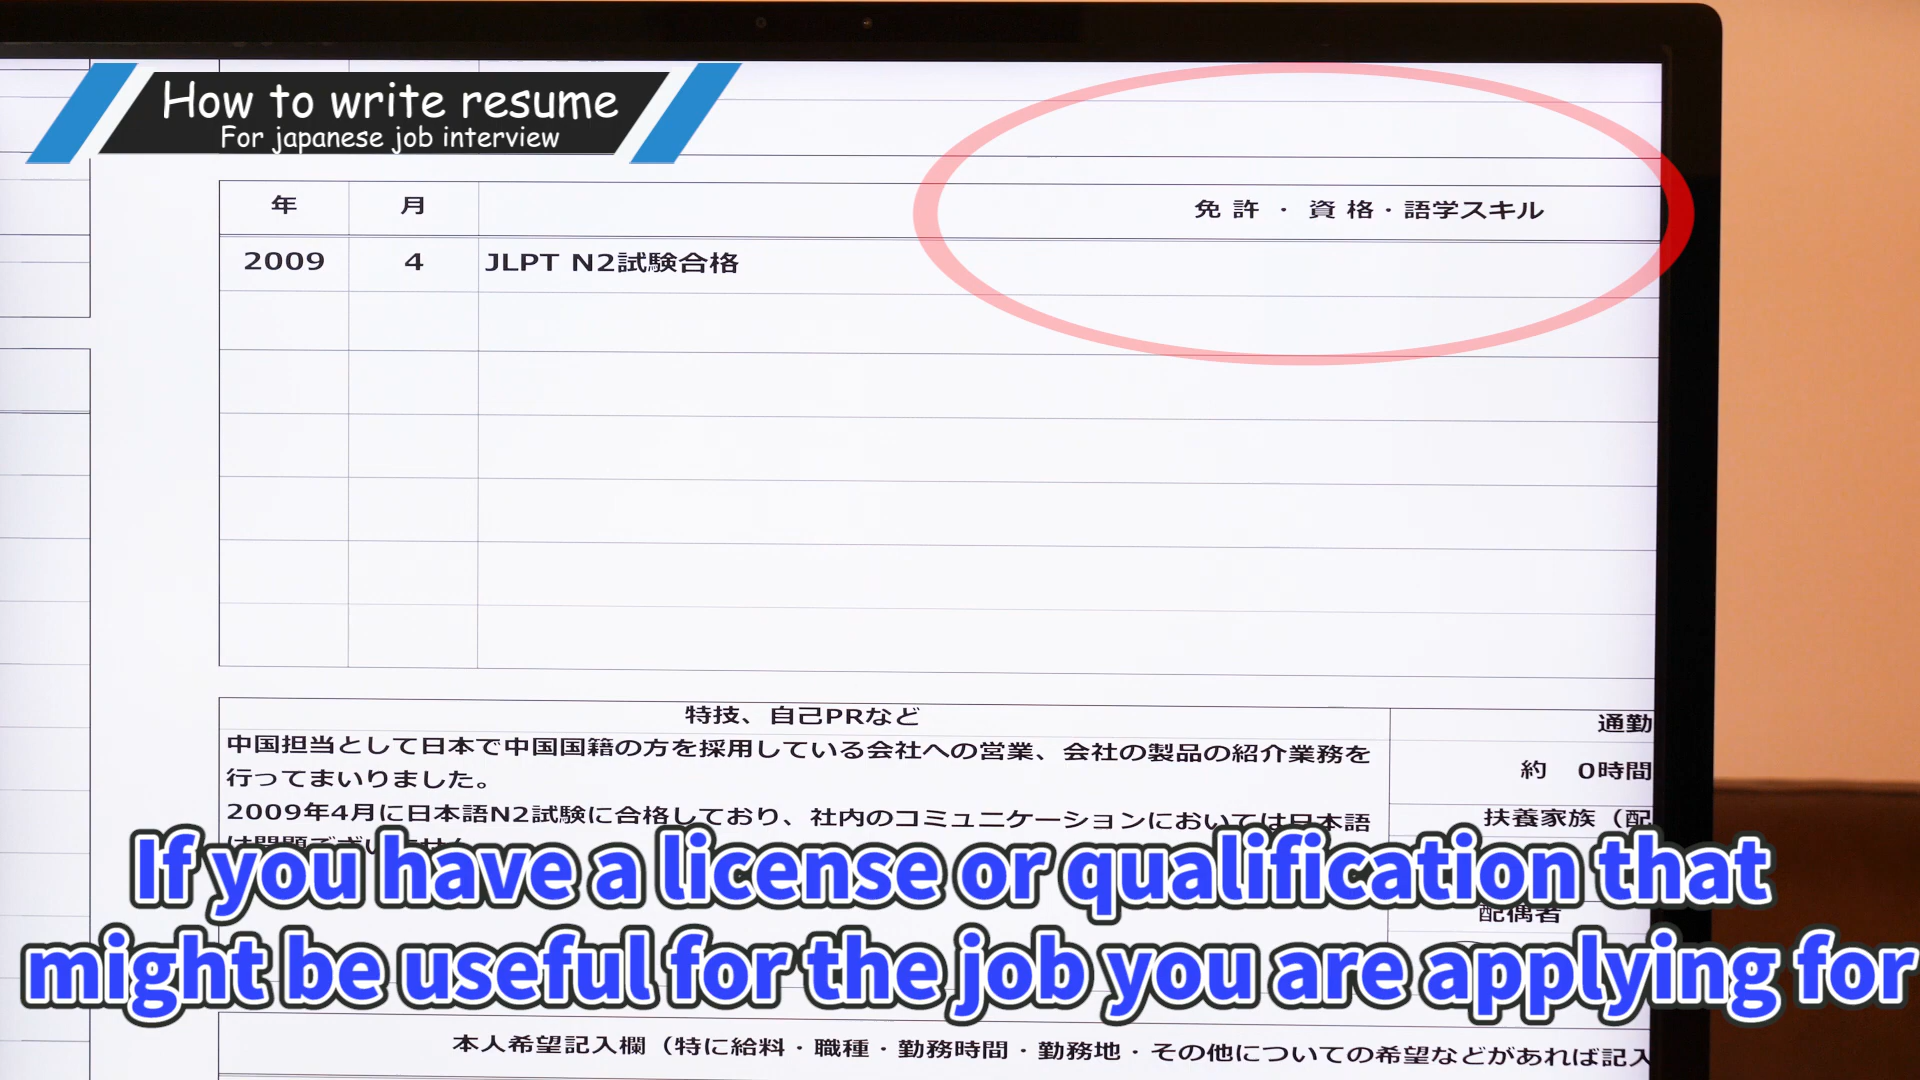 How to write resume
For japanese job interview
年 月 免許・資格・語学スキル
2009 4 JLPT N2試験合格
特技、自己PRなど
通勤
中国担当として日本で中国国籍の方を採用している会社への営業、会社の製品の紹介業務を
行ってまいりました。
約 0時間
2009年4月に日本語N2試験に合格しており、社内のコミュニケーションにおいては日本語
扶養家族（配
If you have a license or qualification that
配偶者
might be useful for the job you are applying for
本人希望記入欄（特に給料・職種・勤務時間・勤務地・その他についての希望などがあれば記入